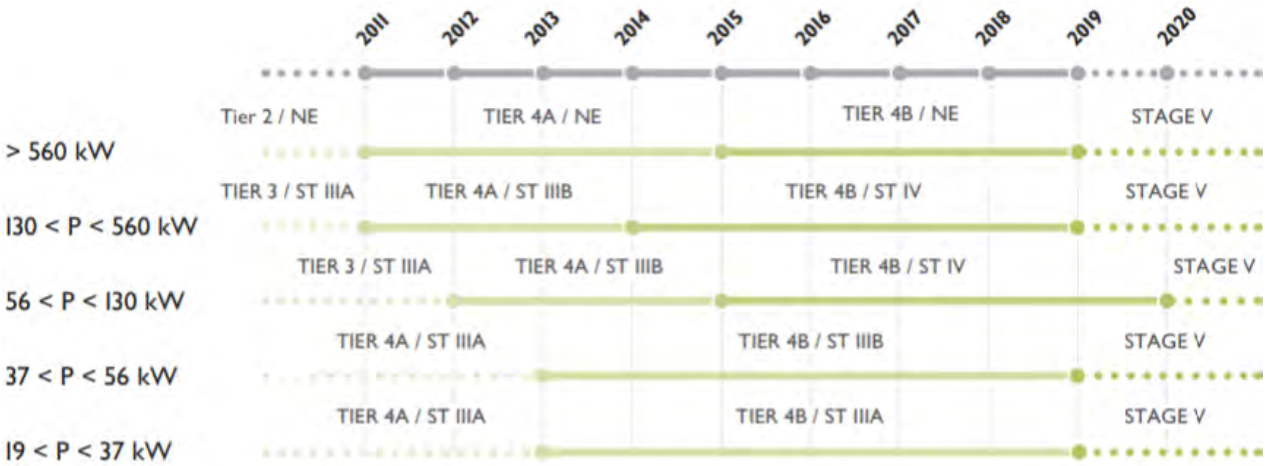 2011 2012 2013 2014 2015 2016 2017 2018 2019 2020
Tier 2 / NE TIER 4A / NE TIER 4B / NE STAGE V
> 560 kW
TIER 3 / ST IIIA TIER 4A / ST IIIB TIER 4B / ST IV STAGE V
130 < P < 560 kW
TIER 3 / ST IIIA TIER 4A / ST IIIB TIER 4B / ST IV STAGE V
56 < P < 130 kW
TIER 4A / ST IIIA TIER 4B / ST IIIB STAGE V
37 < P < 56 kW
TIER 4A / ST IIIA TIER 4B / ST IIIA STAGE V
19 < P < 37 kW